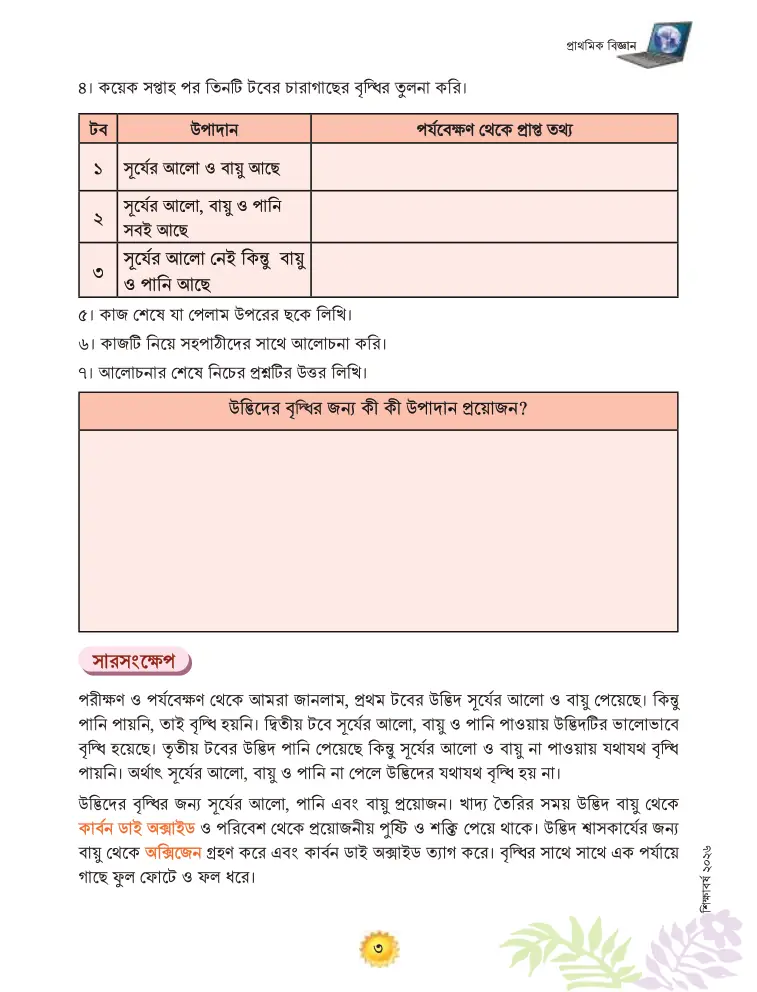 প্রাথমিক বিজ্ঞান
৪। কয়েক সপ্তাহ পর তিনটি টবের চারাগাছের বৃদ্ধির তুলনা করি।
টব উপাদান পর্যবেক্ষণ থেকে প্রাপ্ত তথ্য
১ সূর্যের আলো ও বায়ু আছে
২ সূর্যের আলো, বায়ু ও পানি
সবই আছে
৩ সূর্যের আলো নেই কিন্তু বায়ু
ও পানি আছে
৫। কাজ শেষে যা পেলাম উপরের ছকে লিখি।
৬। কাজটি নিয়ে সহপাঠীদের সাথে আলোচনা করি।
৭। আলোচনার শেষে নিচের প্রশ্নটির উত্তর লিখি।
উদ্ভিদের বৃদ্ধির জন্য কী কী উপাদান প্রয়োজন?
সারসংক্ষেপ
পরীক্ষণ ও পর্যবেক্ষণ থেকে আমরা জানলাম, প্রথম টবের উদ্ভিদ সূর্যের আলো ও বায়ু পেয়েছে। কিন্তু
পানি পায়নি, তাই বৃদ্ধি হয়নি। দ্বিতীয় টবে সূর্যের আলো, বায়ু ও পানি পাওয়ায় উদ্ভিদটির ভালোভাবে
বৃদ্ধি হয়েছে। তৃতীয় টবের উদ্ভিদ পানি পেয়েছে কিন্তু সূর্যের আলো ও বায়ু না পাওয়ায় যথাযথ বৃদ্ধি
পায়নি। অর্থাৎ সূর্যের আলো, বায়ু ও পানি না পেলে উদ্ভিদের যথাযথ বৃদ্ধি হয় না।
উদ্ভিদের বৃদ্ধির জন্য সূর্যের আলো, পানি এবং বায়ু প্রয়োজন। খাদ্য তৈরির সময় উদ্ভিদ বায়ু থেকে
কার্বন ডাই অক্সাইড ও পরিবেশ থেকে প্রয়োজনীয় পুষ্টি ও শক্তি পেয়ে থাকে। উদ্ভিদ শ্বাসকার্যের জন্য
বায়ু থেকে অক্সিজেন গ্রহণ করে এবং কার্বন ডাই অক্সাইড ত্যাগ করে। বৃদ্ধির সাথে সাথে এক পর্যায়ে
গাছে ফুল ফোটে ও ফল ধরে।
শিক্ষাবর্ষ ২০২৬
৩